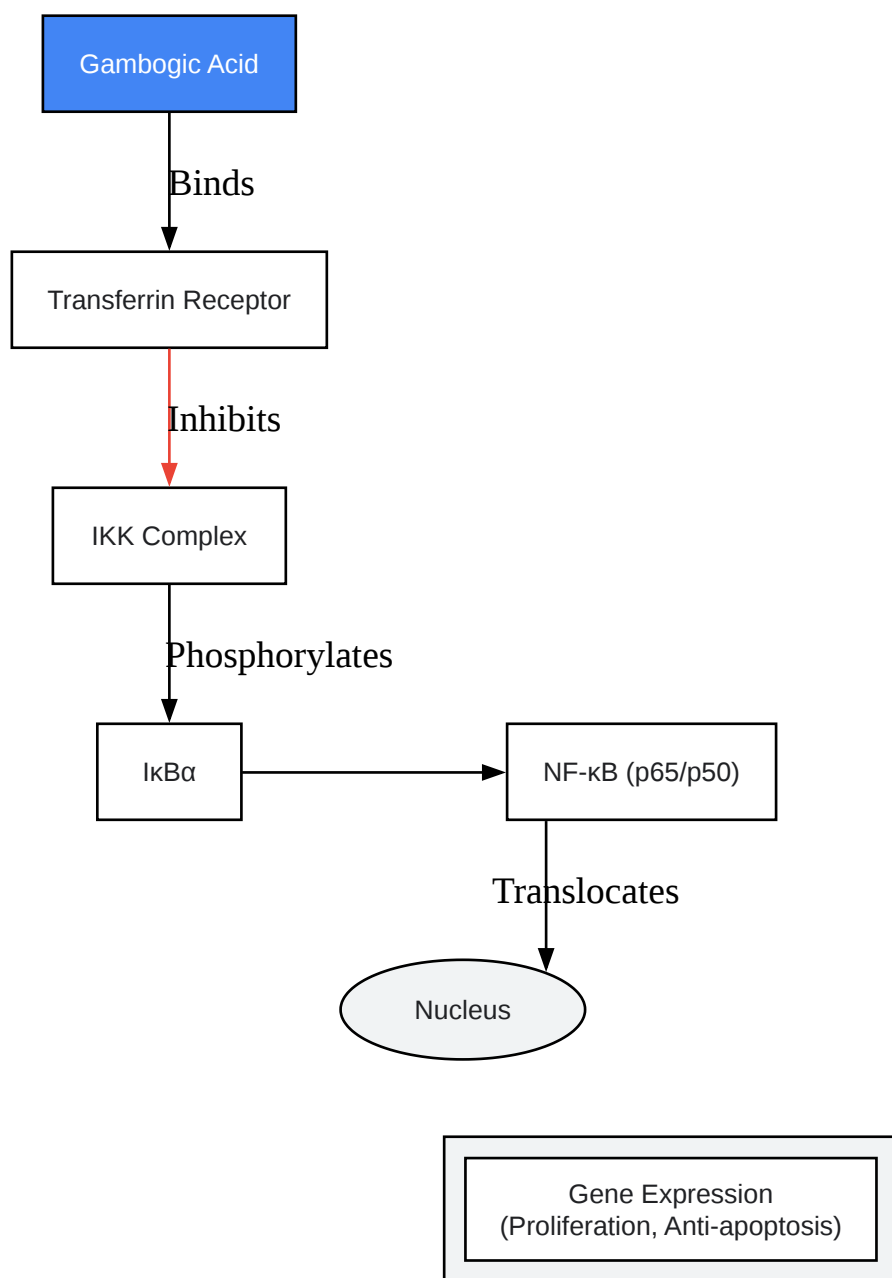 Gambogic Acid
Binds
Transferrin Receptor
Inhibits
IKK Complex
Phosphorylates
IκBα
NF-κB (p65/p50)
Translocates
Nucleus
Gene Expression
(Proliferation, Anti-apoptosis)